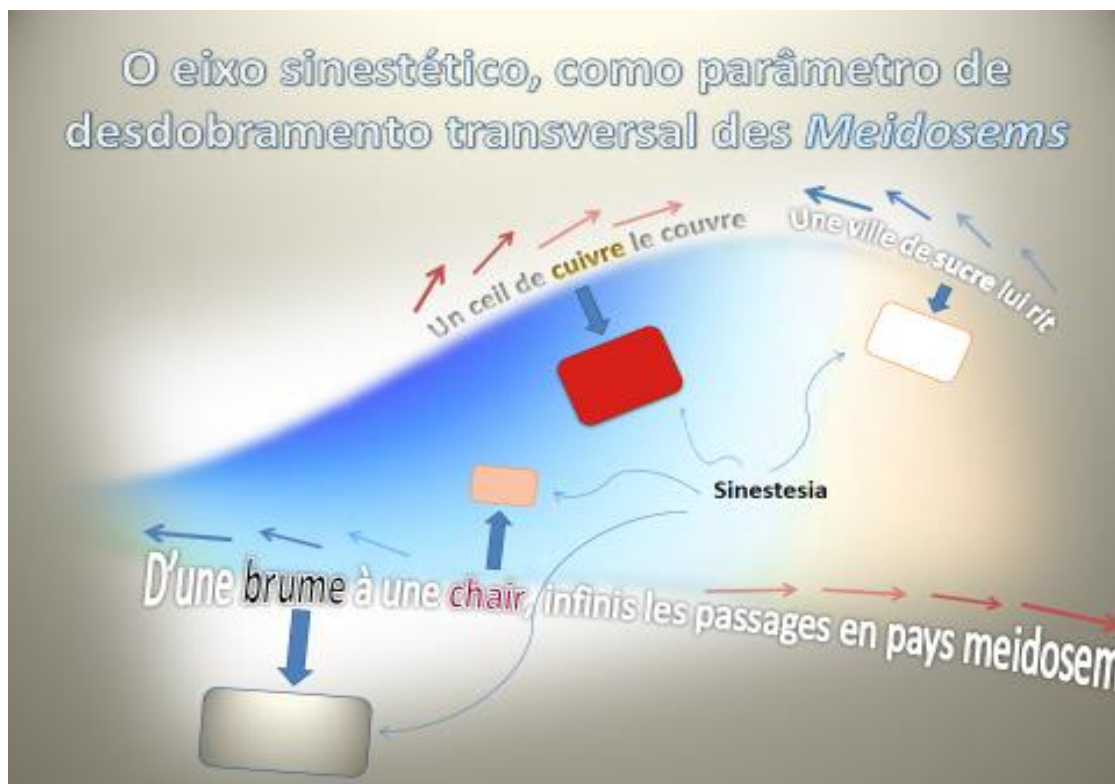 O eixo sinestético, como parâmetro de
desdobramento transversal des Meidosems
Un ceil de cuivre le couvre
Une ville de sucre lui rit
Sinestesia
D'une brume à une chair, infinis les passages en pays meidosem